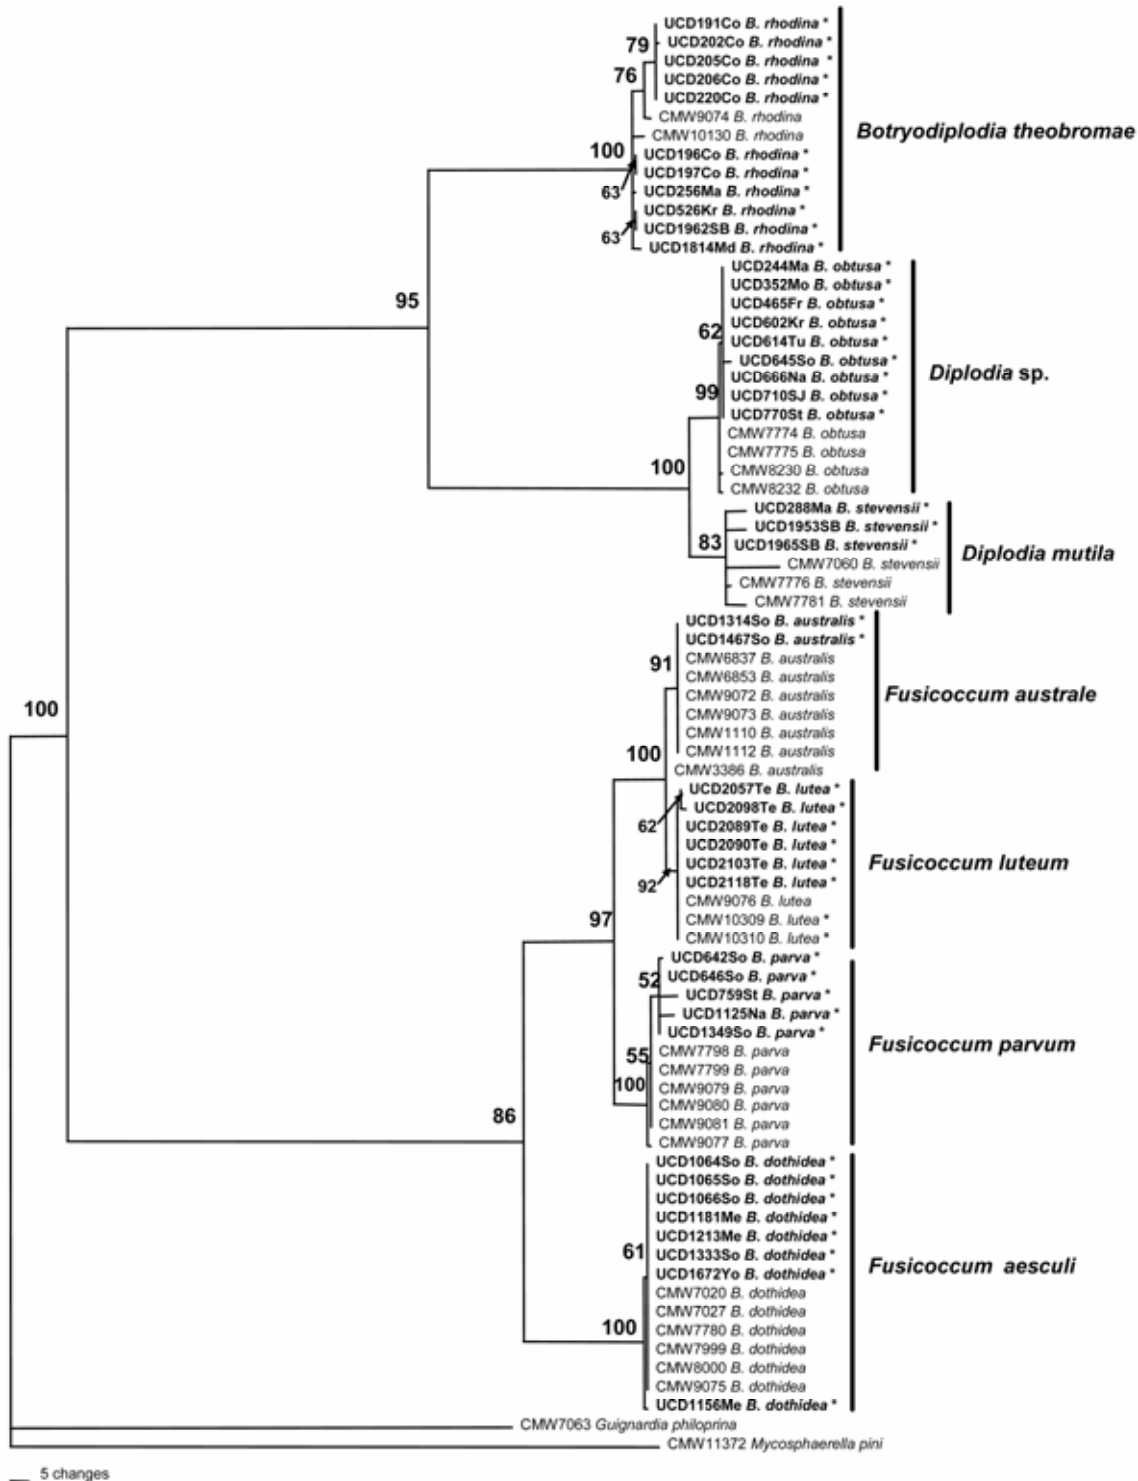 UCD191Co B. rhodina *
79
UCD202Co B. rhodina *
UCD205Co B. rhodina *
76
UCD206Co B. rhodina *
UCD220Co B. rhodina *
CMW9074 B. rhodina
Botryodiplodia theobromae
CMW10130 B. rhodina
100
UCD196Co B. rhodina *
UCD197Co B. rhodina *
63
UCD256Ma B. rhodina *
UCD526Kr B. rhodina *
UCD1962SB B. rhodina *
63
UCD1814Md B. rhodina *
UCD244Ma B. obtusa *
UCD352Mo B. obtusa *
95
UCD465Fr B. obtusa *
UCD602Kr B. obtusa *
62
UCD614Tu B. obtusa *
UCD645So B. obtusa *
Diplodia sp.
UCD666Na B. obtusa *
99
UCD710SJ B. obtusa *
UCD770St B. obtusa *
CMW7774 B. obtusa
CMW7775 B. obtusa
100
CMW8230 B. obtusa
CMW8232 B. obtusa
UCD288Ma B. stevensii *
UCD1953SB B. stevensii *
83
UCD1965SB B. stevensii *
Diplodia mutila
CMW7060 B. stevensii
CMW7776 B. stevensii
CMW7781 B. stevensii
UCD1314So B. australis *
UCD1467So B. australis *
91
CMW6837 B. australis
CMW6853 B. australis
CMW9072 B. australis
Fusicoccum australe
100
CMW9073 B. australis
CMW1110 B. australis
100
CMW1112 B. australis
CMW3386 B. australis
UCD2057Te B. lutea *
UCD2098Te B. lutea *
62
UCD2089Te B. lutea *
UCD2090Te B. lutea *
UCD2103Te B. lutea *
Fusicoccum luteum
92
UCD2118Te B. lutea *
CMW9076 B. lutea
97
CMW10309 B. lutea *
CMW10310 B. lutea *
UCD642So B. parva *
52
UCD646So B. parva *
UCD759St B. parva *
UCD1125Na B. parva *
UCD1349So B. parva *
Fusicoccum parvum
55
CMW7798 B. parva
CMW7799 B. parva
100
CMW9079 B. parva
CMW9080 B. parva
86
CMW9081 B. parva
CMW9077 B. parva
UCD1064So B. dothidea *
UCD1065So B. dothidea *
UCD1066So B. dothidea *
UCD1181Me B. dothidea *
UCD1213Me B. dothidea *
61
UCD1333So B. dothidea *
Fusicoccum aesculi
UCD1672Yo B. dothidea *
CMW7020 B. dothidea
CMW7027 B. dothidea
100
CMW7780 B. dothidea
CMW7999 B. dothidea
CMW8000 B. dothidea
CMW9075 B. dothidea
UCD1156Me B. dothidea *
CMW7063 Guignardia philoprina
CMW11372 Mycosphaerella pini
5 changes